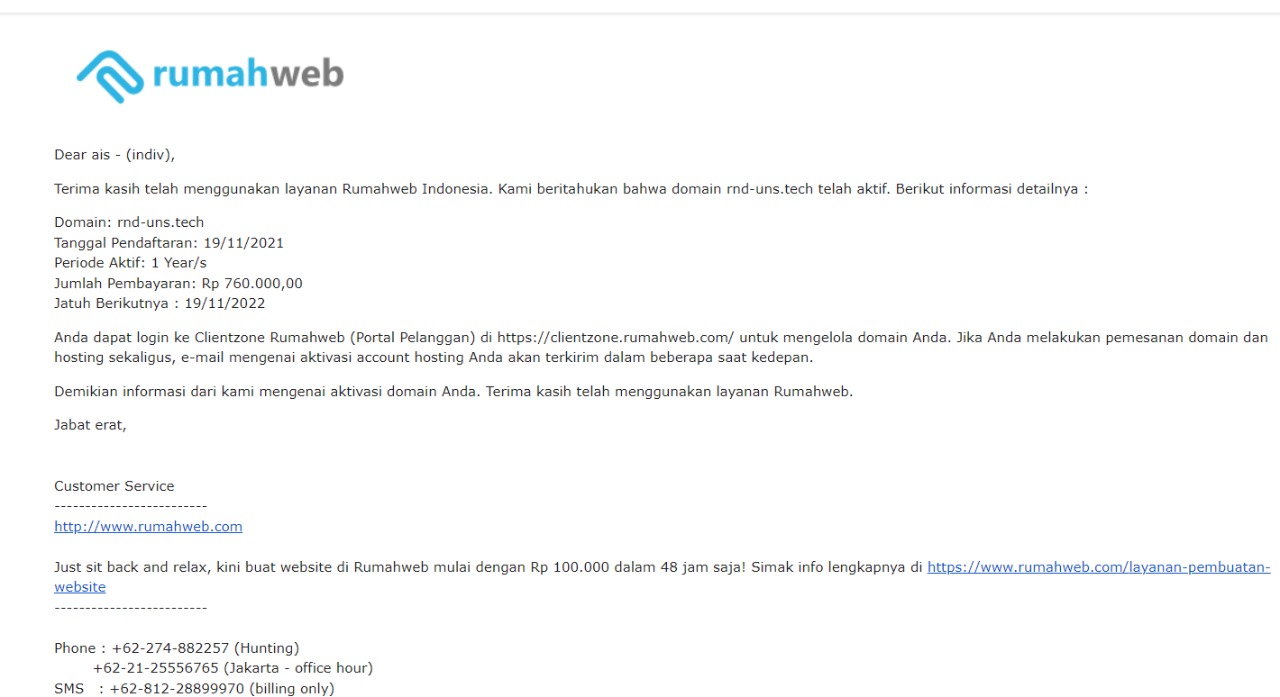 rumahweb
Dear ais - (indiv),
Terima kasih telah menggunakan layanan Rumahweb Indonesia. Kami beritahukan bahwa domain rnd-uns.tech telah aktif. Berikut informasi detailnya :
Domain: rnd-uns.tech
Tanggal Pendaftaran: 19/11/2021
Periode Aktif: 1 Year/s
Jumlah Pembayaran: Rp 760.000,00
Jatuh Berikutnya : 19/11/2022
Anda dapat login ke Clientzone Rumahweb (Portal Pelanggan) di https://clientzone.rumahweb.com/ untuk mengelola domain Anda. Jika Anda melakukan pemesanan domain dan
hosting sekaligus, e-mail mengenai aktivasi account hosting Anda akan terkirim dalam beberapa saat kedepan.
Demikian informasi dari kami mengenai aktivasi domain Anda. Terima kasih telah menggunakan layanan Rumahweb.
Jabat erat,
Customer Service
-------------------------
http://www.rumahweb.com
Just sit back and relax, kini buat website di Rumahweb mulai dengan Rp 100.000 dalam 48 jam saja! Simak info lengkapnya di https://www.rumahweb.com/layanan-pembuatan-
website
-------------------------
Phone : +62-274-882257 (Hunting)
+62-21-25556765 (Jakarta - office hour)
SMS : +62-812-28899970 (billing only)